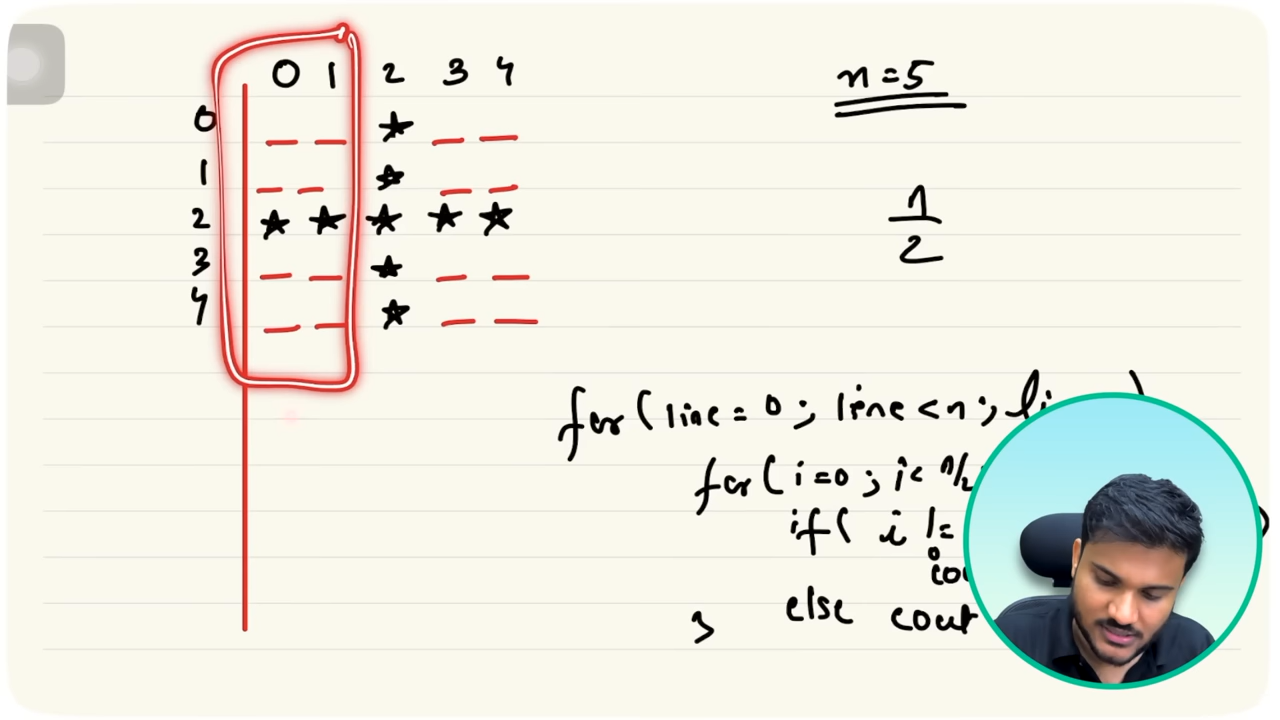 0 1 2 3 4
n = 5
0 ★
1 ★
n/2
2 ★ ★ ★ ★ ★
3 ★
4 ★
for ( line = 0 ; line < n ; )
for ( i = 0 ; i < n/2
if ( i !=
else cout
}